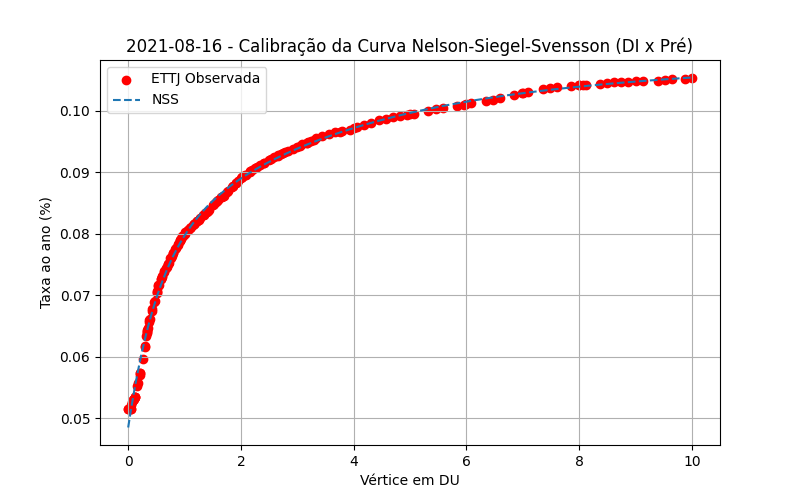 2021-08-16 - Calibração da Curva Nelson-Siegel-Svensson (DI x Pré)
ETTJ Observada
NSS
Taxa ao ano (%)
0.10
0.09
0.08
0.07
0.06
0.05
0 2 4 6 8 10
Vértice em DU